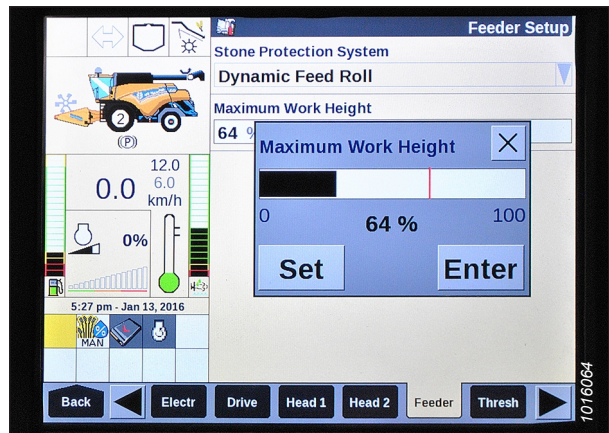 Feeder Setup
Stone Protection System
Dynamic Feed Roll
Maximum Work Height
64 %
Maximum Work Height
0
64 %
100
Set
Enter
2
(P)
12.0
0.0
6.0
km/h
0%
5:27 pm - Jan 13, 2016
MAN
Back
Electr
Drive
Head 1
Head 2
Feeder
Thresh
1016064